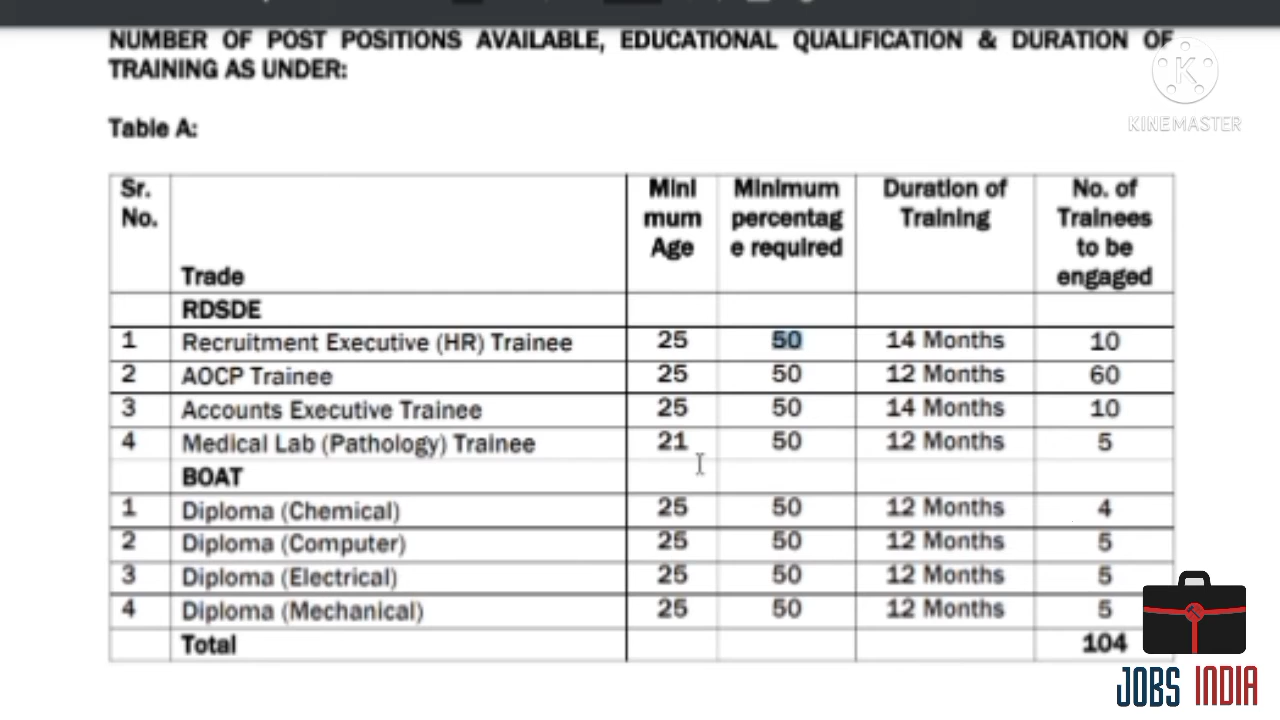 NUMBER OF POST POSITIONS AVAILABLE, EDUCATIONAL QUALIFICATION & DURATION OF
TRAINING AS UNDER:
KINEMASTER
Table A:
Sr. No. Trade Mini mum Age Minimum percentag e required Duration of Training No. of Trainees to be engaged
RDSDE
1 Recruitment Executive (HR) Trainee 25 50 14 Months 10
2 AOCP Trainee 25 50 12 Months 60
3 Accounts Executive Trainee 25 50 14 Months 10
4 Medical Lab (Pathology) Trainee 21 50 12 Months 5
BOAT
1 Diploma (Chemical) 25 50 12 Months 4
2 Diploma (Computer) 25 50 12 Months 5
3 Diploma (Electrical) 25 50 12 Months 5
4 Diploma (Mechanical) 25 50 12 Months 5
Total 104
JOBS INDIA